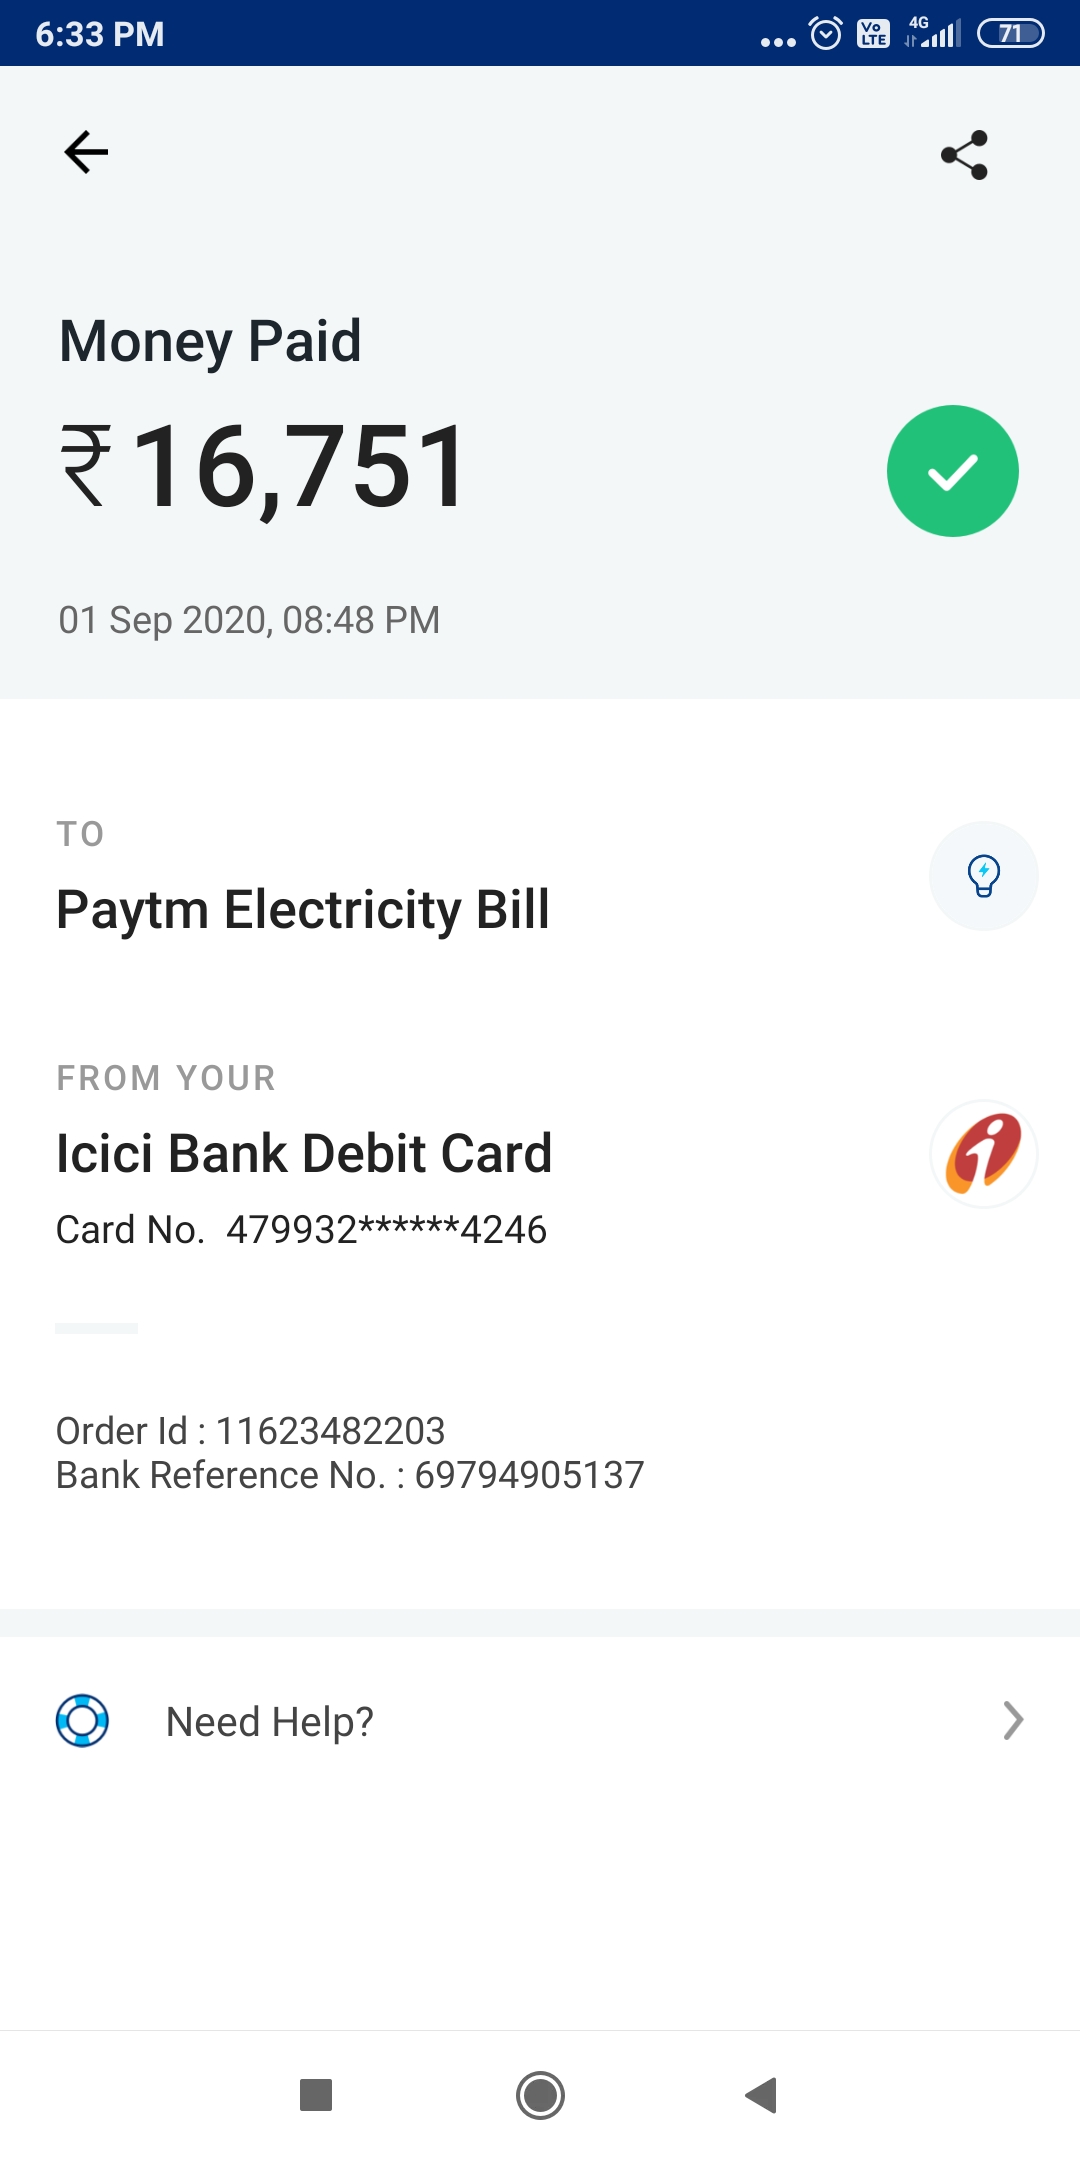 6:33 PM
4G
Vo
LTE
71
Money Paid
₹16,751
01 Sep 2020, 08:48 PM
TO
Paytm Electricity Bill
FROM YOUR
Icici Bank Debit Card
Card No. 479932******4246
Order Id : 11623482203
Bank Reference No. : 69794905137
Need Help?